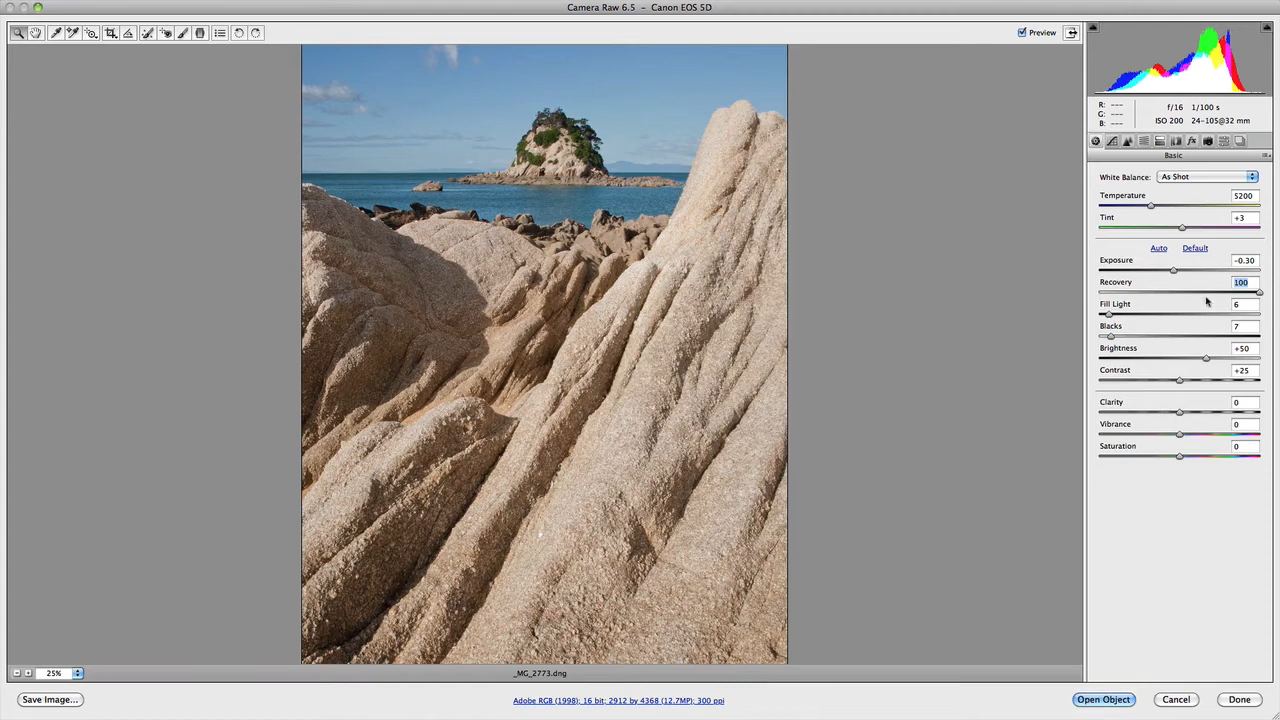 Camera Raw 6.5 - Canon EOS 5D
Preview
R: ---
G: ---
B: ---
f/16 1/100 s
ISO 200 24-105@32 mm
Basic
White Balance: As Shot
Temperature 5200
Tint +3
Auto Default
Exposure -0.30
Recovery 100
Fill Light 6
Blacks 7
Brightness +50
Contrast +25
Clarity 0
Vibrance 0
Saturation 0
25%
_MG_2773.dng
Save Image...
Adobe RGB (1998); 16 bit; 2912 by 4368 (12.7MP); 300 ppi
Open Object
Cancel
Done